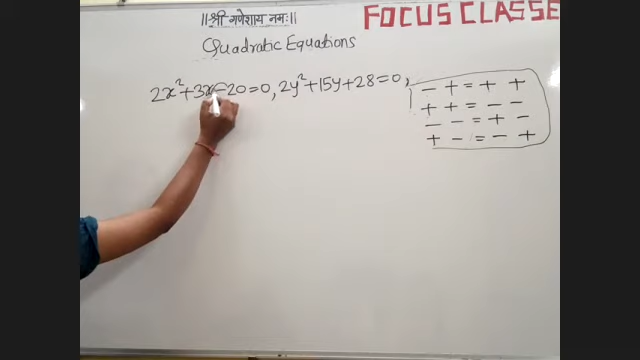 ||श्री गणेशाय नमः||
FOCUS CLASSE
Quadratic Equations
2x²+3x-20=0, 2y²+15y+28=0,
- + = + +
+ + = - -
- - = + -
+ - = - +